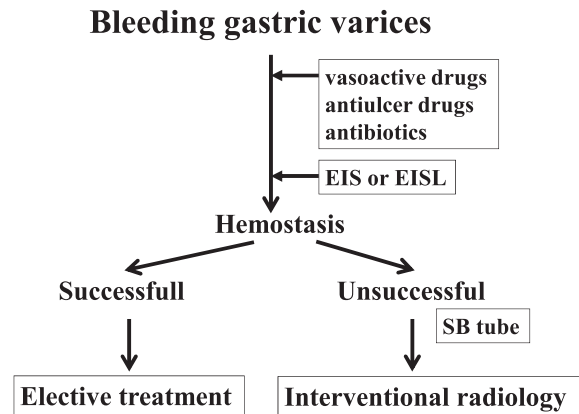 Bleeding gastric varices
vasoactive drugs
antiulcer drugs
antibiotics
EIS or EISL
Hemostasis
Successfull
Unsuccessful
SB tube
Elective treatment
Interventional radiology